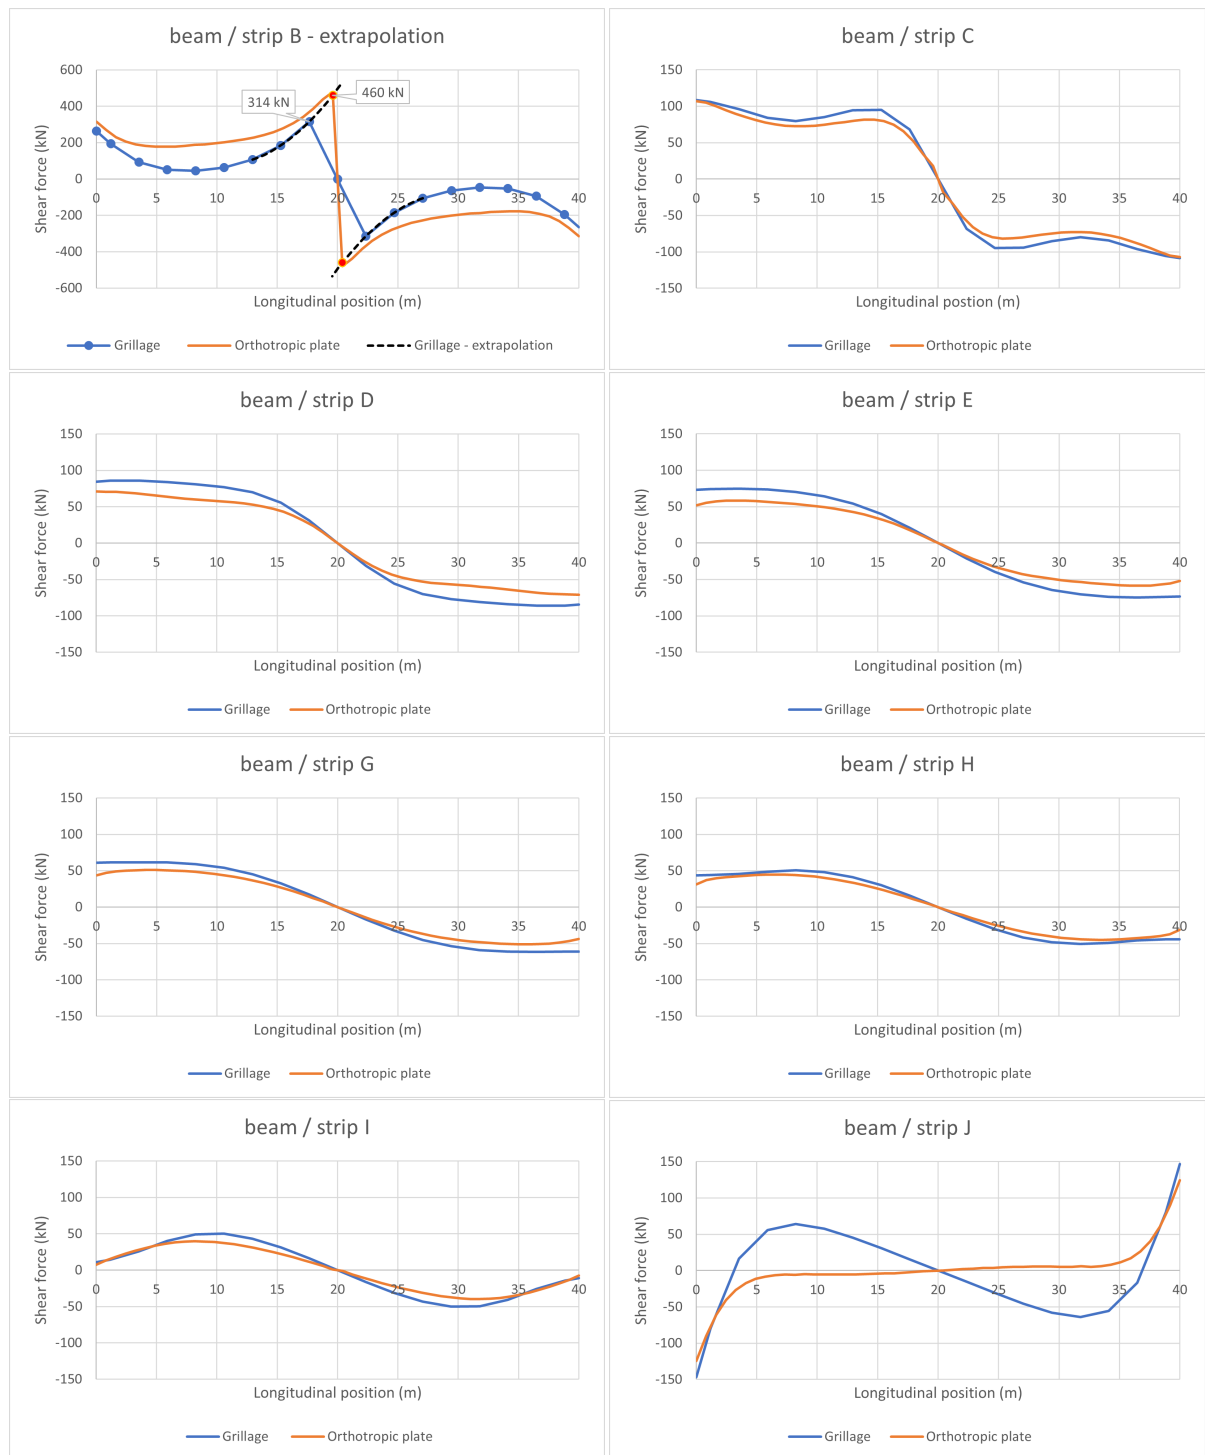 beam / strip B - extrapolation
600
400
200
0
-200
-400
-600
0 5 10 15 20 25 30 35 40
314 kN
460 kN
Shear force (kN)
Longitudinal position (m)
Grillage Orthotropic plate Grillage - extrapolation
beam / strip C
150
100
50
0
-50
-100
-150
0 5 10 15 20 25 30 35 40
Shear force (kN)
Longitudinal postion (m)
Grillage Orthotropic plate
beam / strip D
150
100
50
0
-50
-100
-150
0 5 10 15 20 25 30 35 40
Shear force (kN)
Longitudinal position (m)
Grillage Orthotropic plate
beam / strip E
150
100
50
0
-50
-100
-150
0 5 10 15 20 25 30 35 40
Shear force (kN)
Longitudinal position (m)
Grillage Orthotropic plate
beam / strip G
150
100
50
0
-50
-100
-150
0 5 10 15 20 25 30 35 40
Shear force (kN)
Longitudinal position (m)
Grillage Orthotropic plate
beam / strip H
150
100
50
0
-50
-100
-150
0 5 10 15 20 25 30 35 40
Shear force (kN)
Longitudinal position (m)
Grillage Orthotropic plate
beam / strip I
150
100
50
0
-50
-100
-150
0 5 10 15 20 25 30 35 40
Shear force (kN)
Longitudinal position (m)
Grillage Orthotropic plate
beam / strip J
150
100
50
0
-50
-100
-150
0 5 10 15 20 25 30 35 40
Shear force (kN)
Longitudinal position (m)
Grillage Orthotropic plate